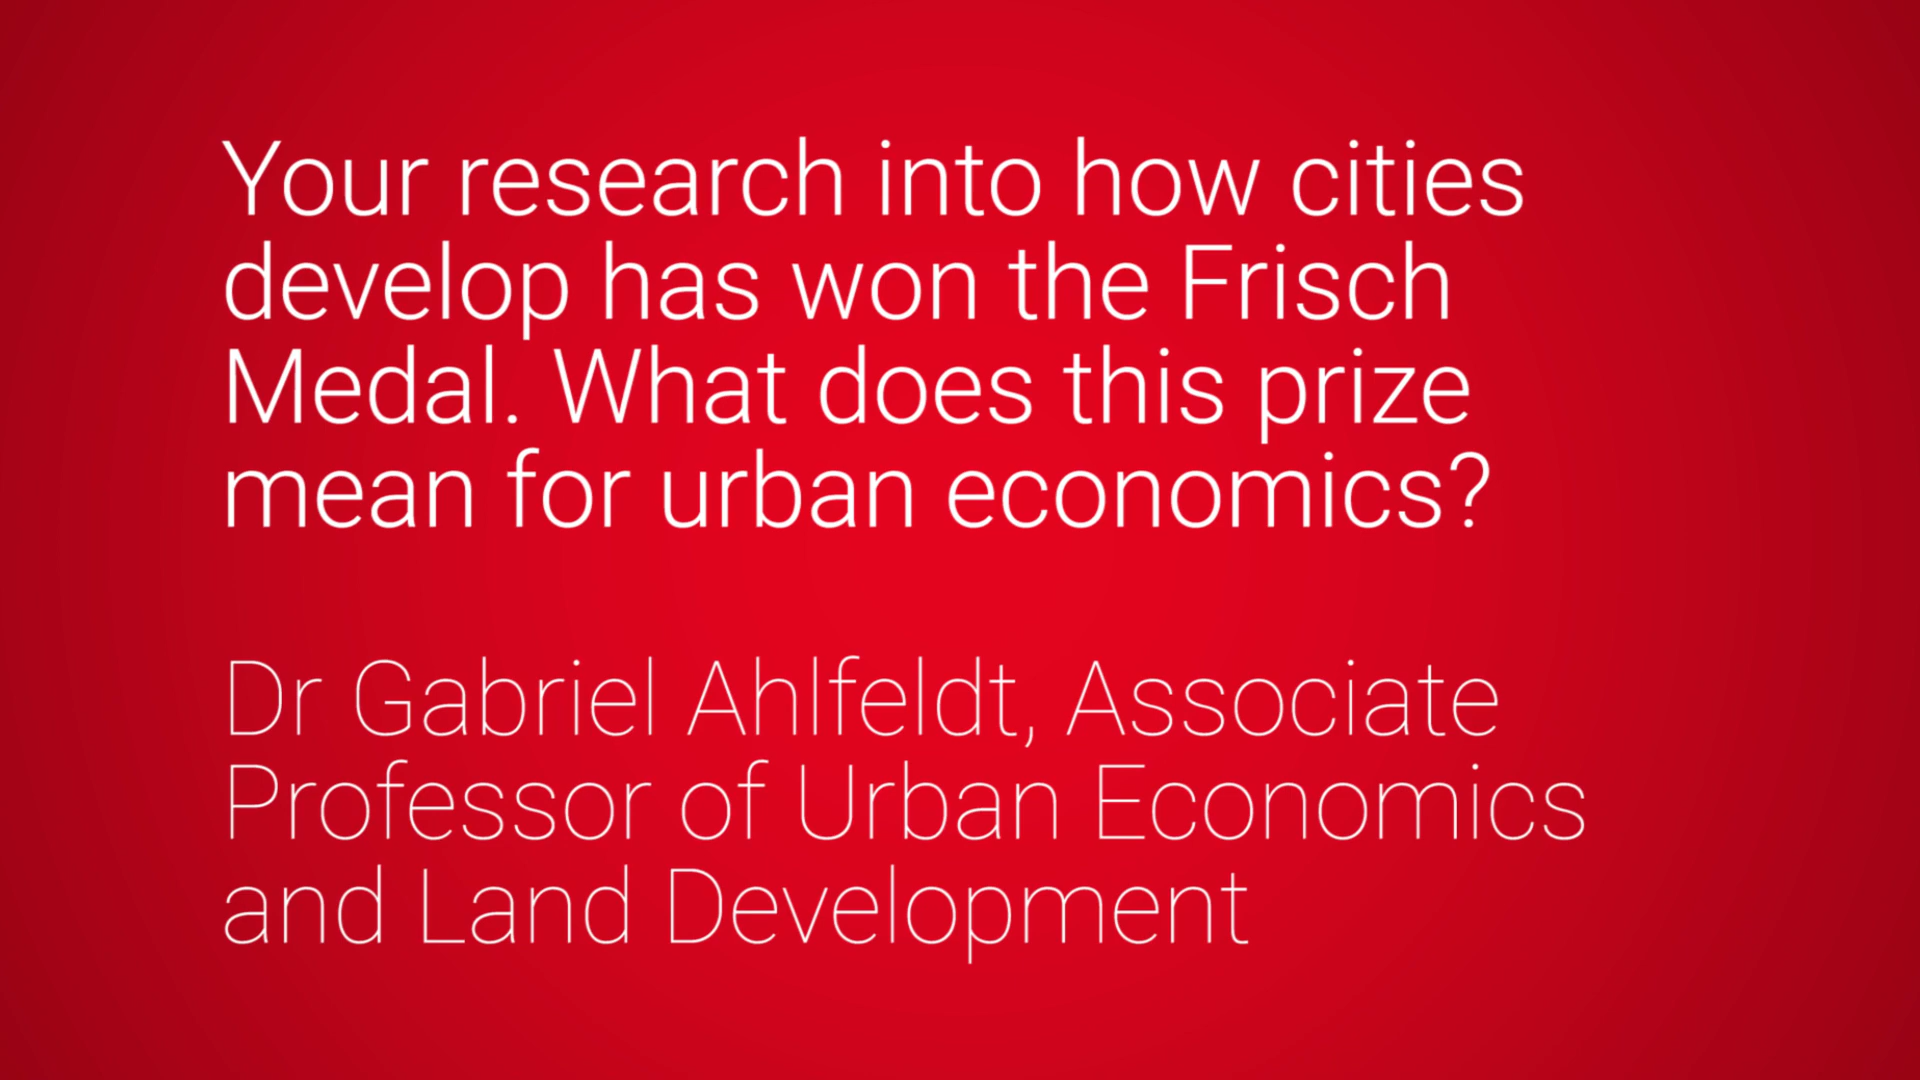 Your research into how cities
develop has won the Frisch
Medal. What does this prize
mean for urban economics?
Dr Gabriel Ahlfeldt, Associate
Professor of Urban Economics
and Land Development